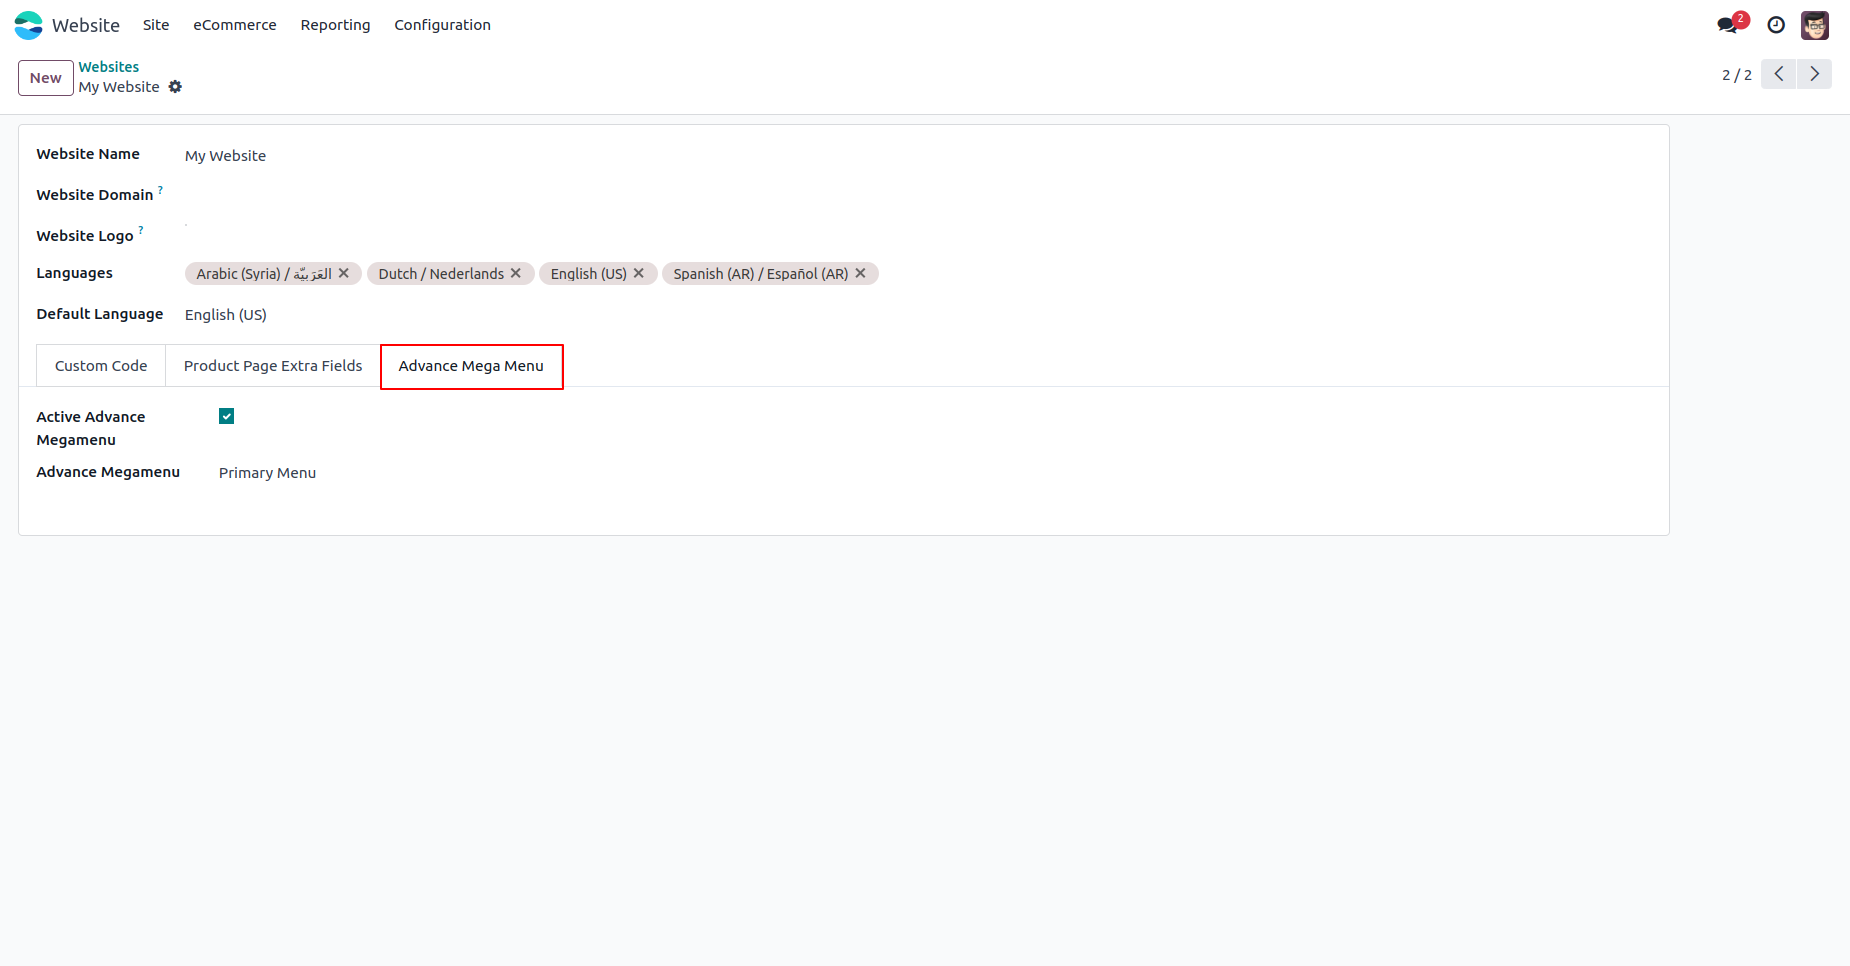 Website Site eCommerce Reporting Configuration 2
New Websites
My Website 2 / 2
Website Name My Website
Website Domain ?
Website Logo ?
Languages Arabic (Syria) / العَرَبيّة Dutch / Nederlands English (US) Spanish (AR) / Español (AR)
Default Language English (US)
Custom Code Product Page Extra Fields Advance Mega Menu
Active Advance
Megamenu
Advance Megamenu Primary Menu